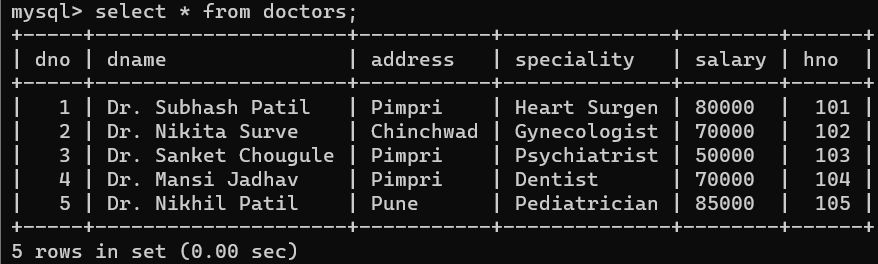 mysql> select * from doctors;
+-----+---------------------+-----------+--------------+--------+------+
| dno | dname               | address   | speciality   | salary | hno  |
+-----+---------------------+-----------+--------------+--------+------+
|   1 | Dr. Subhash Patil   | Pimpri    | Heart Surgen | 80000  |  101 |
|   2 | Dr. Nikita Surve    | Chinchwad | Gynecologist | 70000  |  102 |
|   3 | Dr. Sanket Chougule | Pimpri    | Psychiatrist | 50000  |  103 |
|   4 | Dr. Mansi Jadhav    | Pimpri    | Dentist      | 70000  |  104 |
|   5 | Dr. Nikhil Patil    | Pune      | Pediatrician | 85000  |  105 |
+-----+---------------------+-----------+--------------+--------+------+
5 rows in set (0.00 sec)